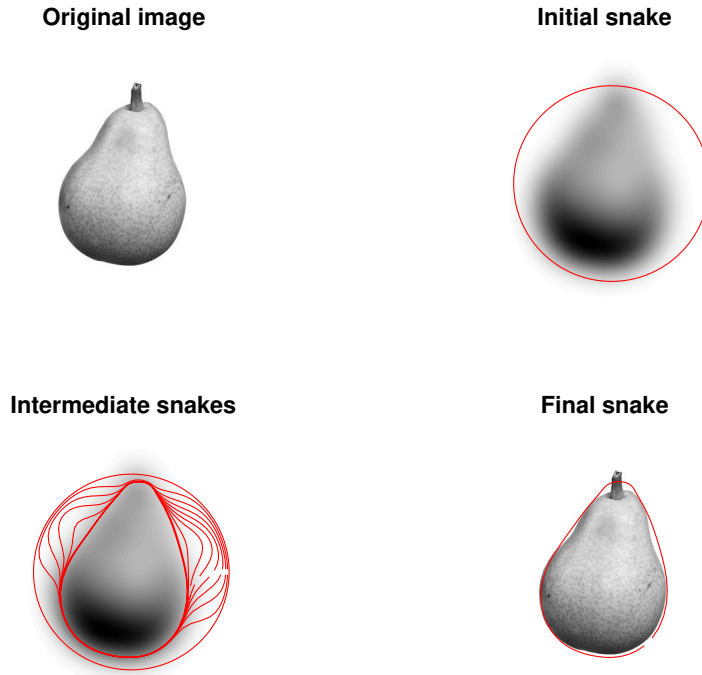 Original image
Initial snake
Intermediate snakes
Final snake